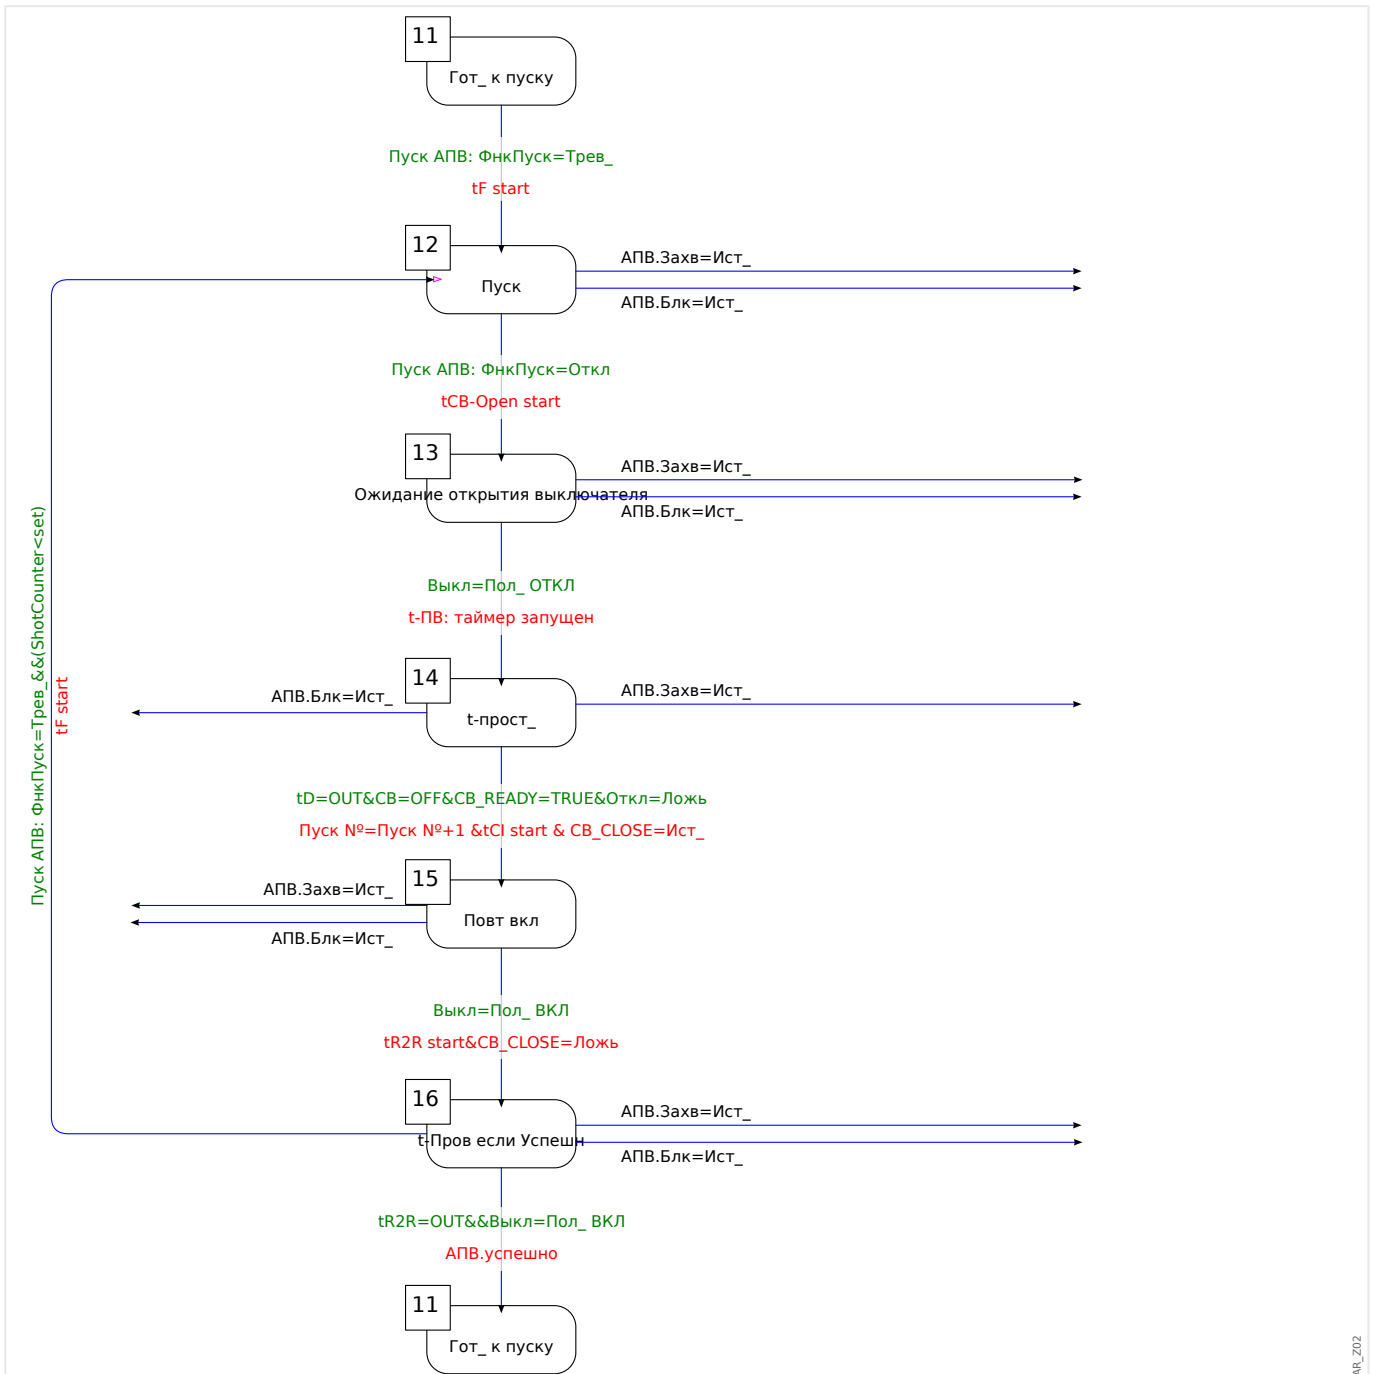 11
Гот_ к пуску
Пуск АПВ: ФнкПуск=Трев_
tF start
12
Пуск
АПВ.Захв=Ист_
АПВ.Блк=Ист_
Пуск АПВ: ФнкПуск=Откл
tCB-Open start
13
Ожидание открытия выключателя
АПВ.Захв=Ист_
АПВ.Блк=Ист_
Выкл=Пол_ ОТКЛ
t-ПВ: таймер запущен
14
t-прост_
АПВ.Блк=Ист_
АПВ.Захв=Ист_
Пуск АПВ: ФнкПуск=Трев_&&(ShotCounter<set)
tF start
tD=OUT&CB=OFF&CB_READY=TRUE&Откл=Ложь
Пуск №=Пуск №+1 &tCI start & CB_CLOSE=Ист_
15
Повт вкл
АПВ.Захв=Ист_
АПВ.Блк=Ист_
Выкл=Пол_ ВКЛ
tR2R start&CB_CLOSE=Ложь
16
t-Пров если Успешн
АПВ.Захв=Ист_
АПВ.Блк=Ист_
tR2R=OUT&&Выкл=Пол_ ВКЛ
АПВ.успешно
11
Гот_ к пуску
AR_Z02